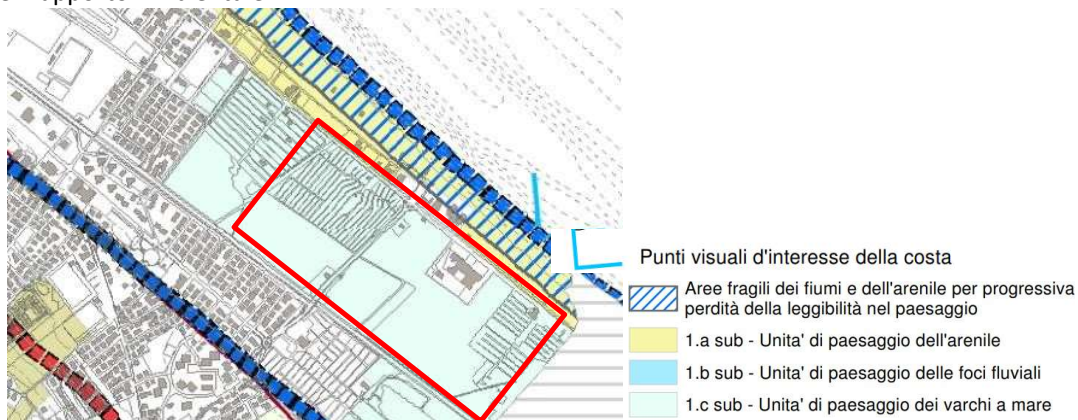 Punti visuali d'interesse della costa
Aree fragili dei fiumi e dell'arenile per progressiva
perdità della leggibilità nel paesaggio
1.a sub - Unita' di paesaggio dell'arenile
1.b sub - Unita' di paesaggio delle foci fluviali
1.c sub - Unita' di paesaggio dei varchi a mare